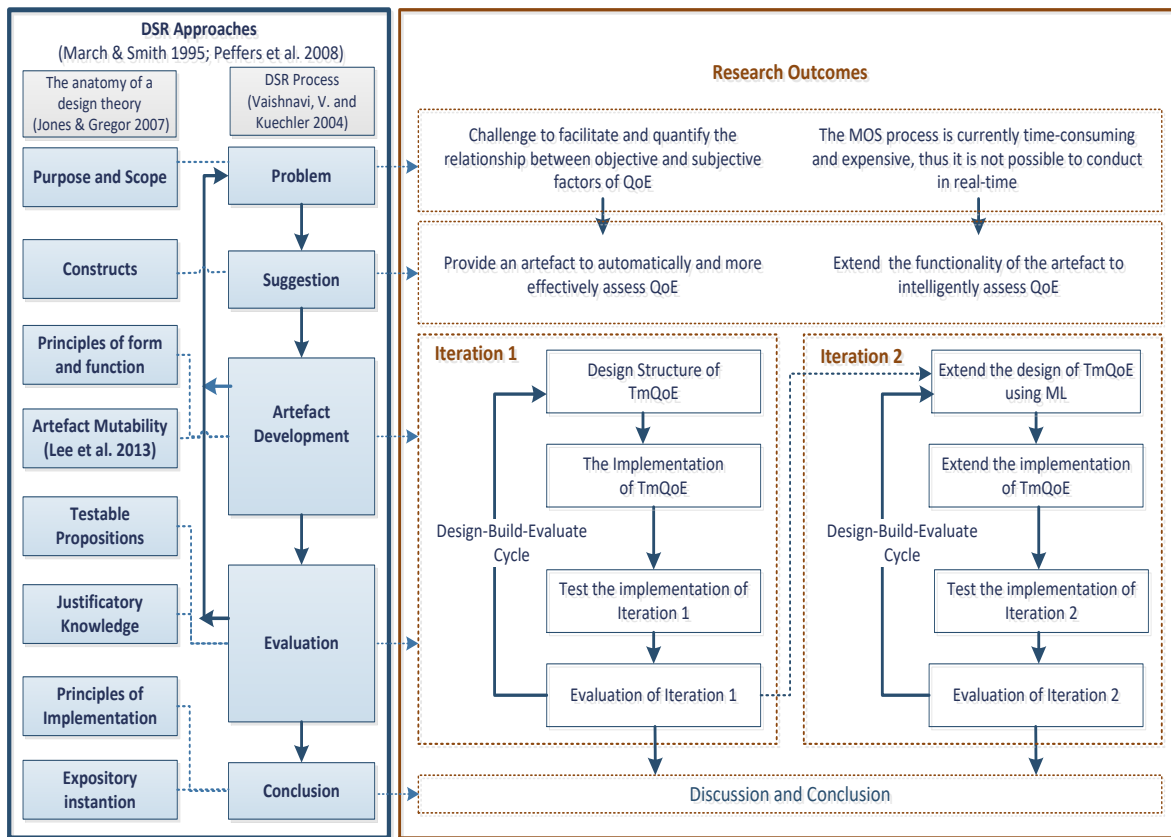 DSR Approaches
(March & Smith 1995; Peffers et al. 2008)
The anatomy of a
design theory
(Jones & Gregor 2007)
DSR Process
(Vaishnavi, V. and
Kuechler 2004)
Purpose and Scope
Constructs
Principles of form
and function
Artefact Mutability
(Lee et al. 2013)
Testable
Propositions
Justificatory
Knowledge
Principles of
Implementation
Expository
instantion
Problem
Suggestion
Artefact
Development
Evaluation
Conclusion
Research Outcomes
Challenge to facilitate and quantify the
relationship between objective and subjective
factors of QoE
The MOS process is currently time-consuming
and expensive, thus it is not possible to conduct
in real-time
Provide an artefact to automatically and more
effectively assess QoE
Extend the functionality of the artefact to
intelligently assess QoE
Iteration 1
Design Structure of
TmQoE
The Implementation
of TmQoE
Design-Build-Evaluate
Cycle
Test the implementation of
Iteration 1
Evaluation of Iteration 1
Iteration 2
Extend the design of TmQoE
using ML
Extend the implementation
of TmQoE
Design-Build-Evaluate
Cycle
Test the implementation of
Iteration 2
Evaluation of Iteration 2
Discussion and Conclusion